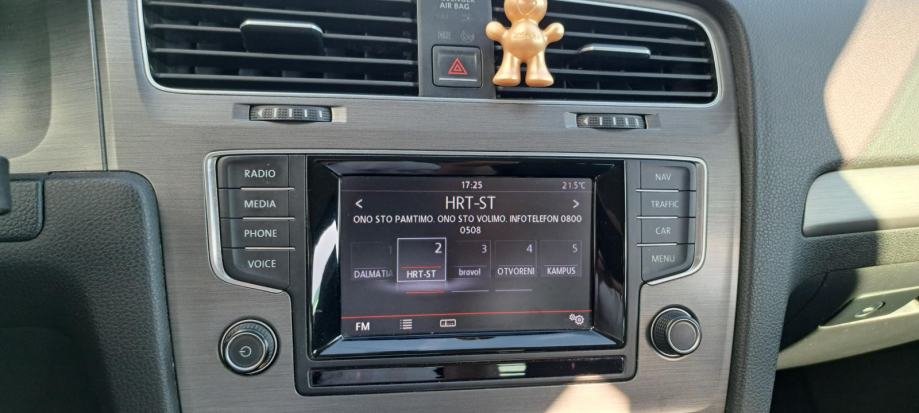 AIR BAG
RADIO
MEDIA
PHONE
VOICE
NAV
TRAFFIC
CAR
MENU
17:25
21.5°C
< HRT-ST >
ONO STO PAMTIMO. ONO STO VOLIMO. INFOTELEFON 0800
0508
1 2 3 4 5
DALMATIA HRT-ST bravo! OTVORENI KAMPUS
FM